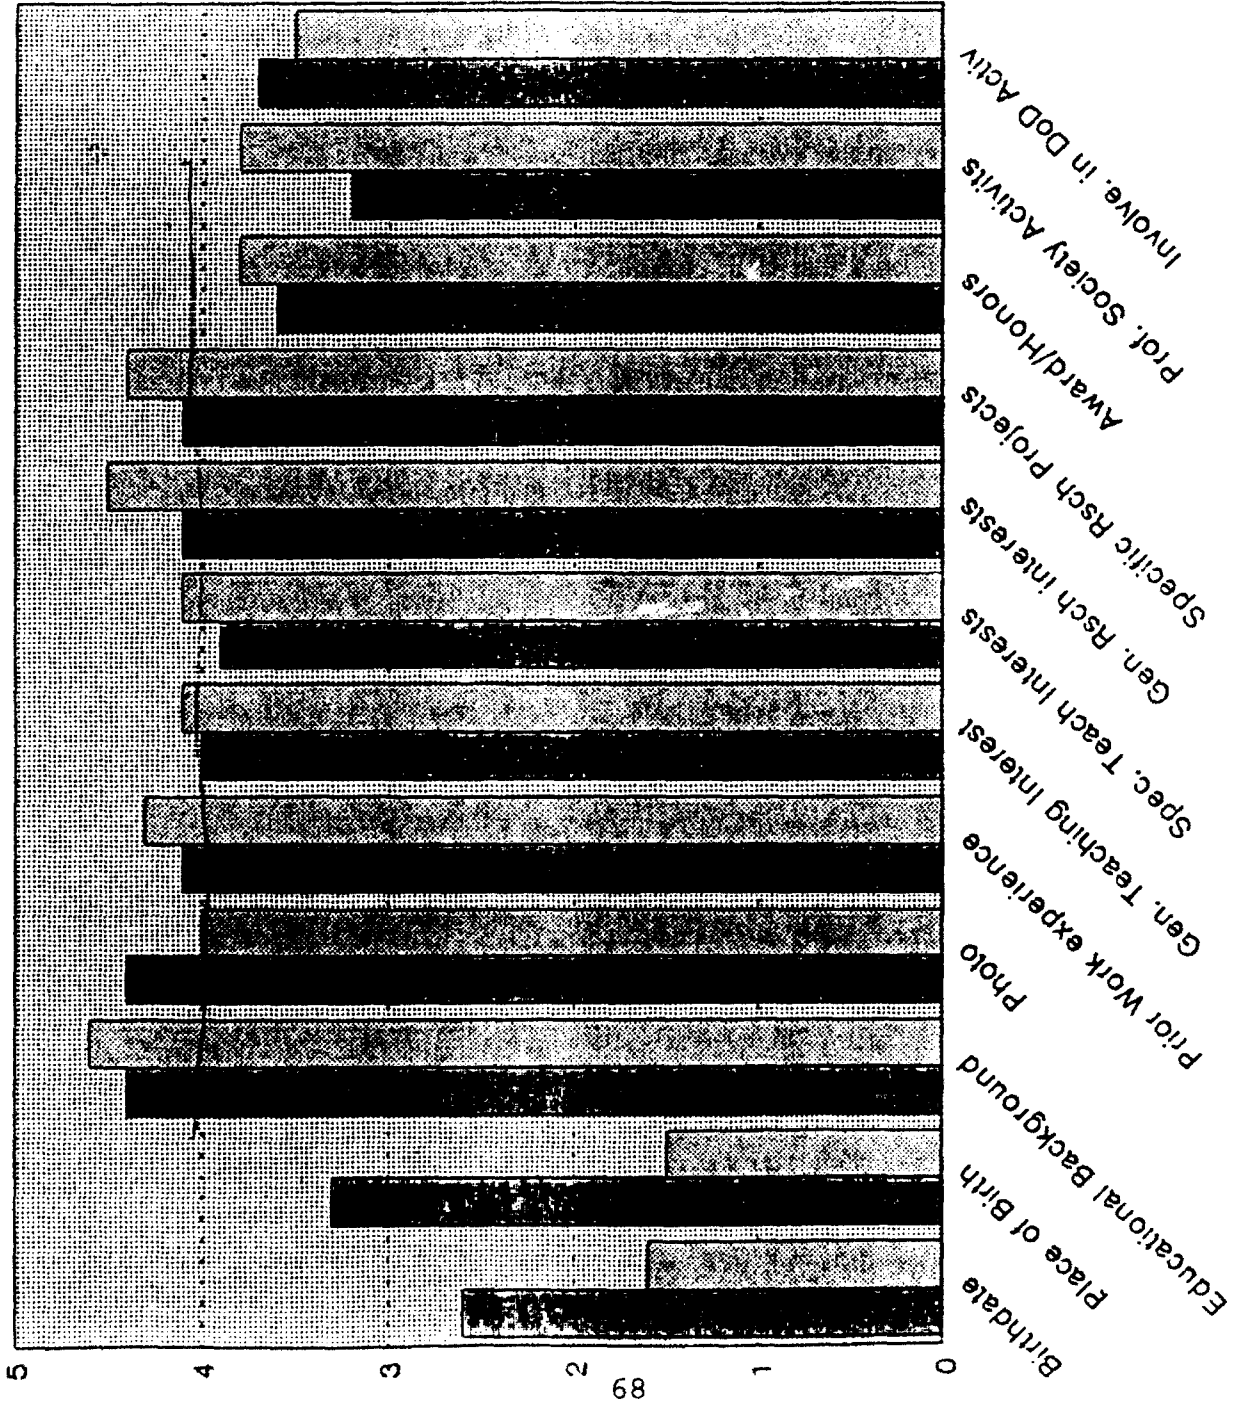 5
4
3
2
1
0
Birthdate
Place of Birth
Educational Background
Photo
Prior Work experience
Gen. Teaching Interest
Spec. Teach Interests
Gen. Rsch interests
Specific Rsch Projects
Award/Honors
Prof. Society Activits
Involve. in DoD Activ
68